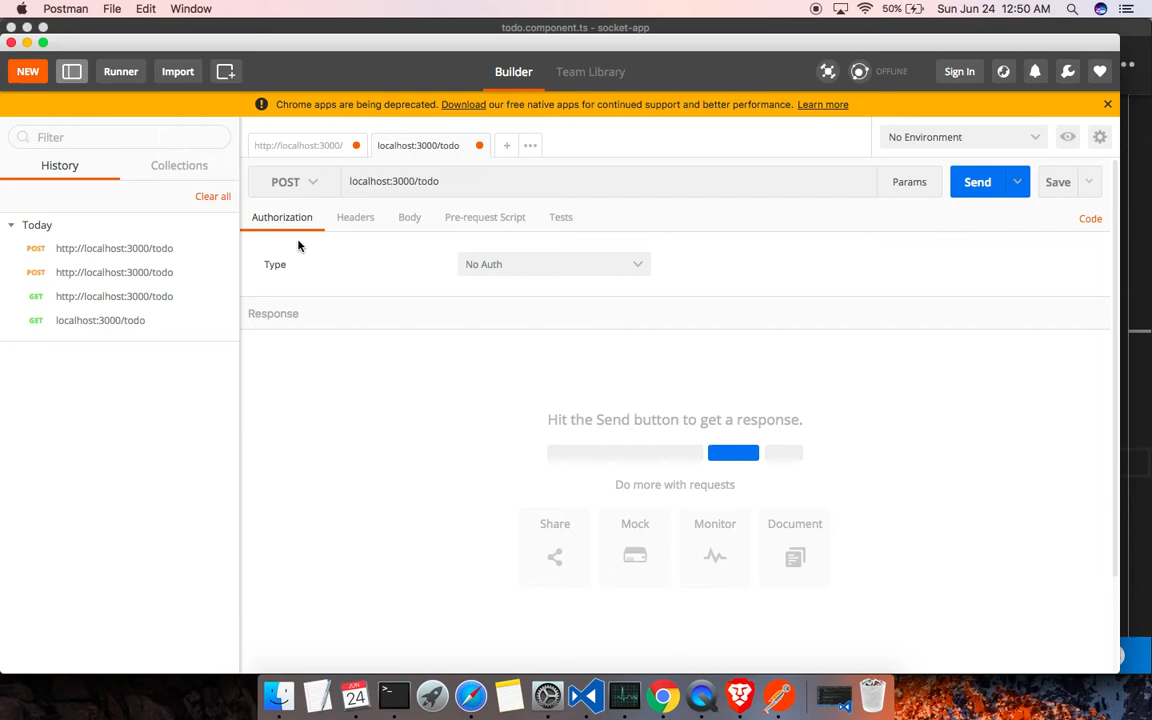 Postman File Edit Window 50% Sun Jun 24 12:50 AM
todo.component.ts - socket-app
NEW Runner Import Builder Team Library OFFLINE Sign In
Chrome apps are being deprecated. Download our free native apps for continued support and better performance. Learn more
Filter
History Collections
Clear all
Today
POST http://localhost:3000/todo
POST http://localhost:3000/todo
GET http://localhost:3000/todo
GET localhost:3000/todo
http://localhost:3000/ localhost:3000/todo No Environment
POST localhost:3000/todo Params Send Save
Authorization Headers Body Pre-request Script Tests Code
Type No Auth
Response
Hit the Send button to get a response.
Do more with requests
Share Mock Monitor Document
JUN
24